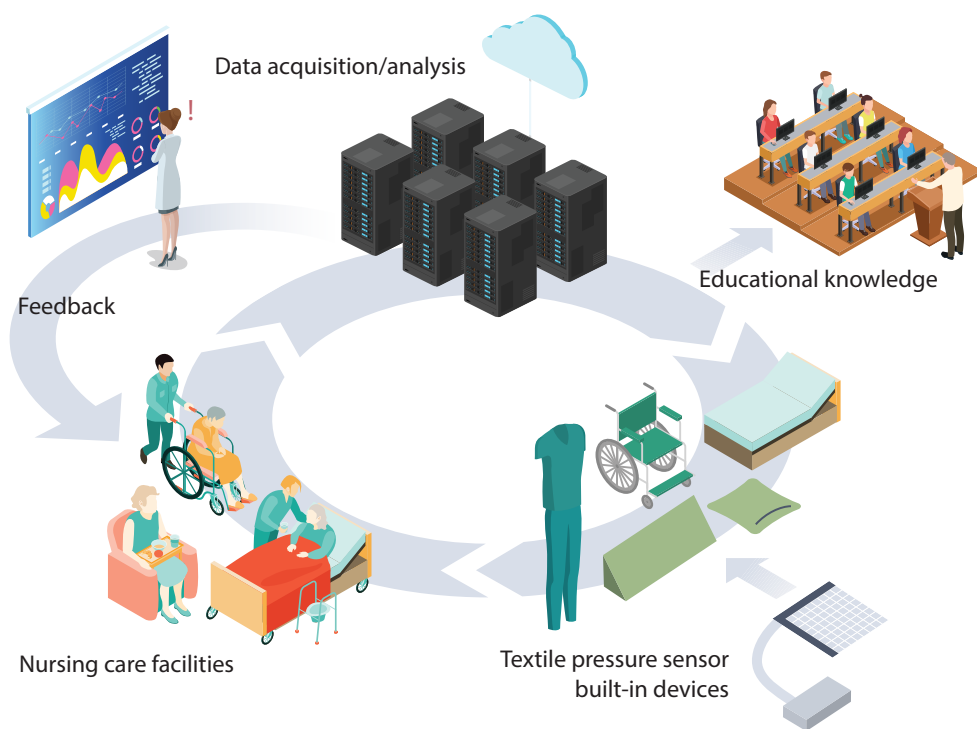 Data acquisition/analysis
!
Educational knowledge
Feedback
Nursing care facilities
Textile pressure sensor
built-in devices